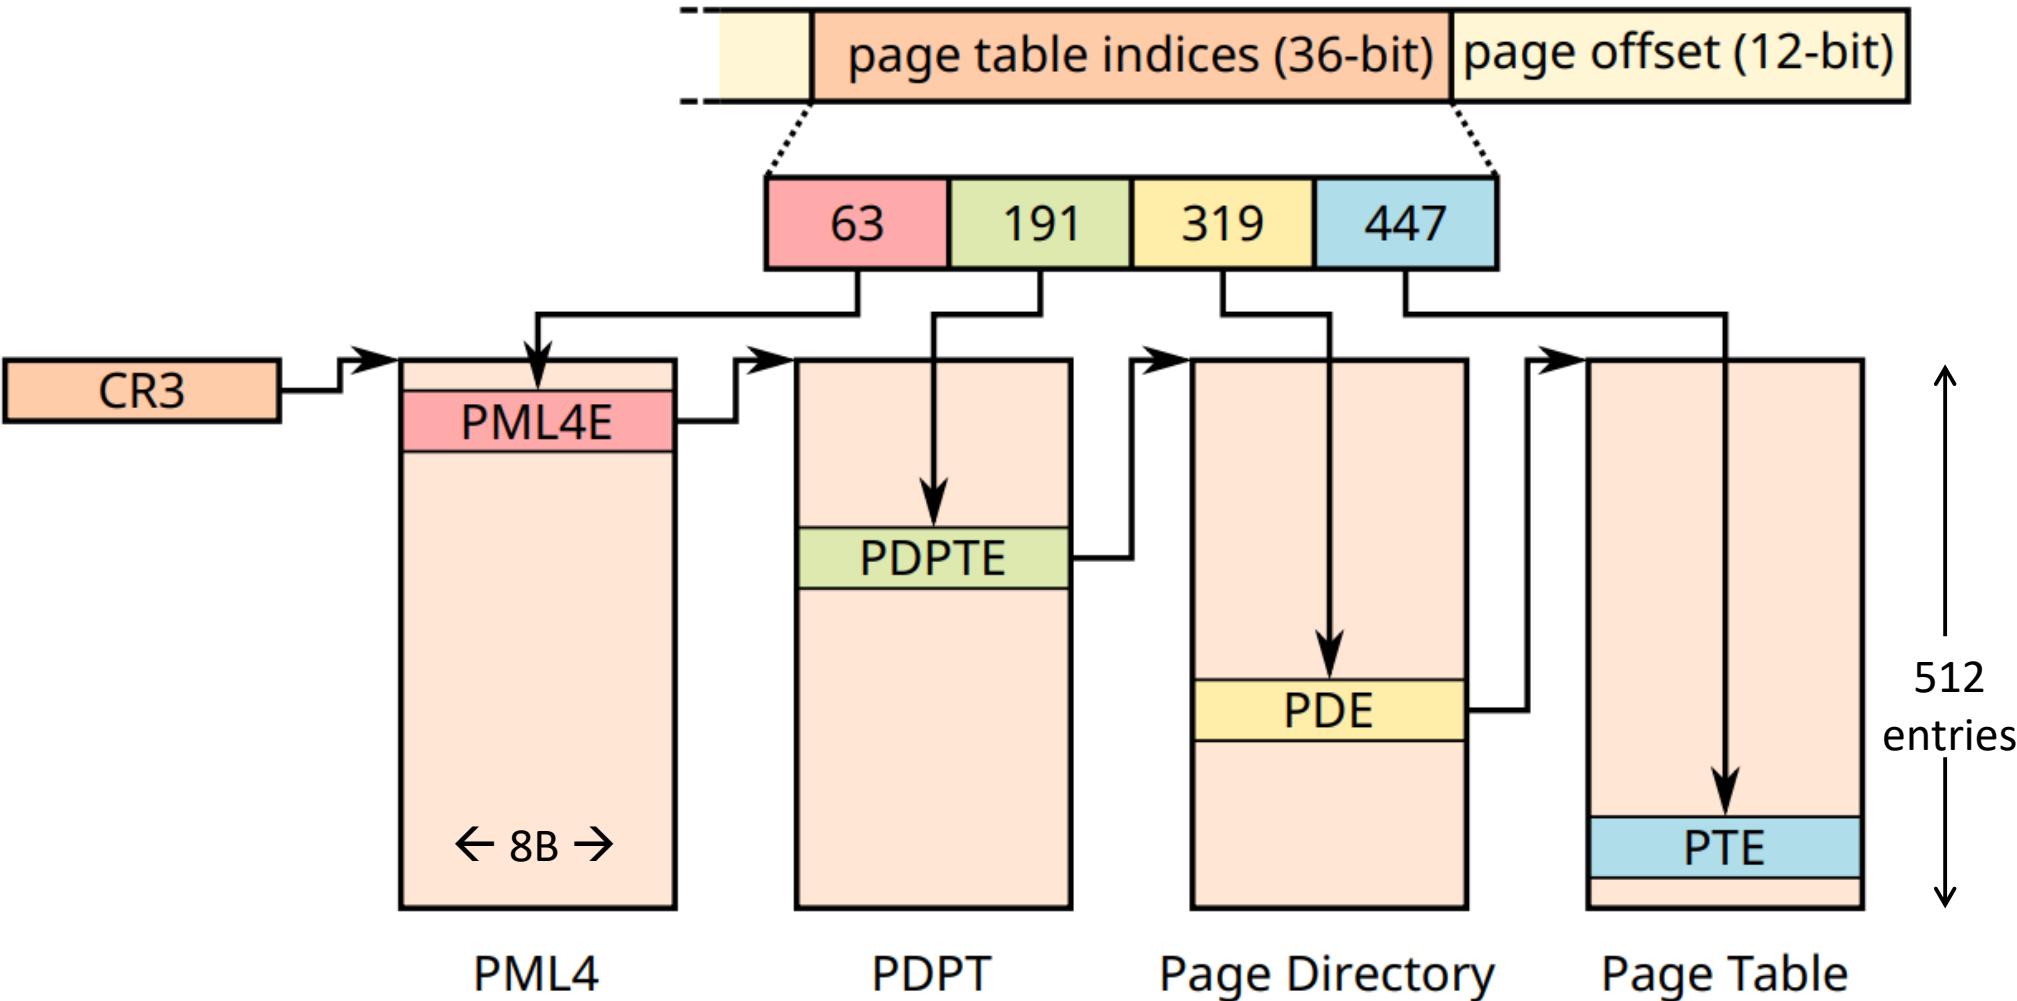 page table indices (36-bit)
page offset (12-bit)
63
191
319
447
CR3
PML4E
PDPTE
PDE
PTE
512
entries
← 8B →
PML4
PDPT
Page Directory
Page Table